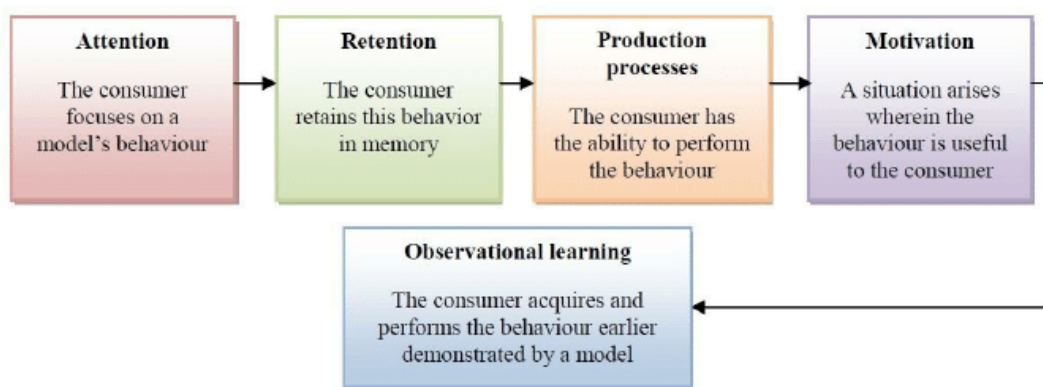 Attention
The consumer
focuses on a
model's behaviour
Retention
The consumer
retains this behavior
in memory
Production
processes
The consumer has
the ability to perform
the behaviour
Motivation
A situation arises
wherein the
behaviour is useful
to the consumer
Observational learning
The consumer acquires and
performs the behaviour earlier
demonstrated by a model